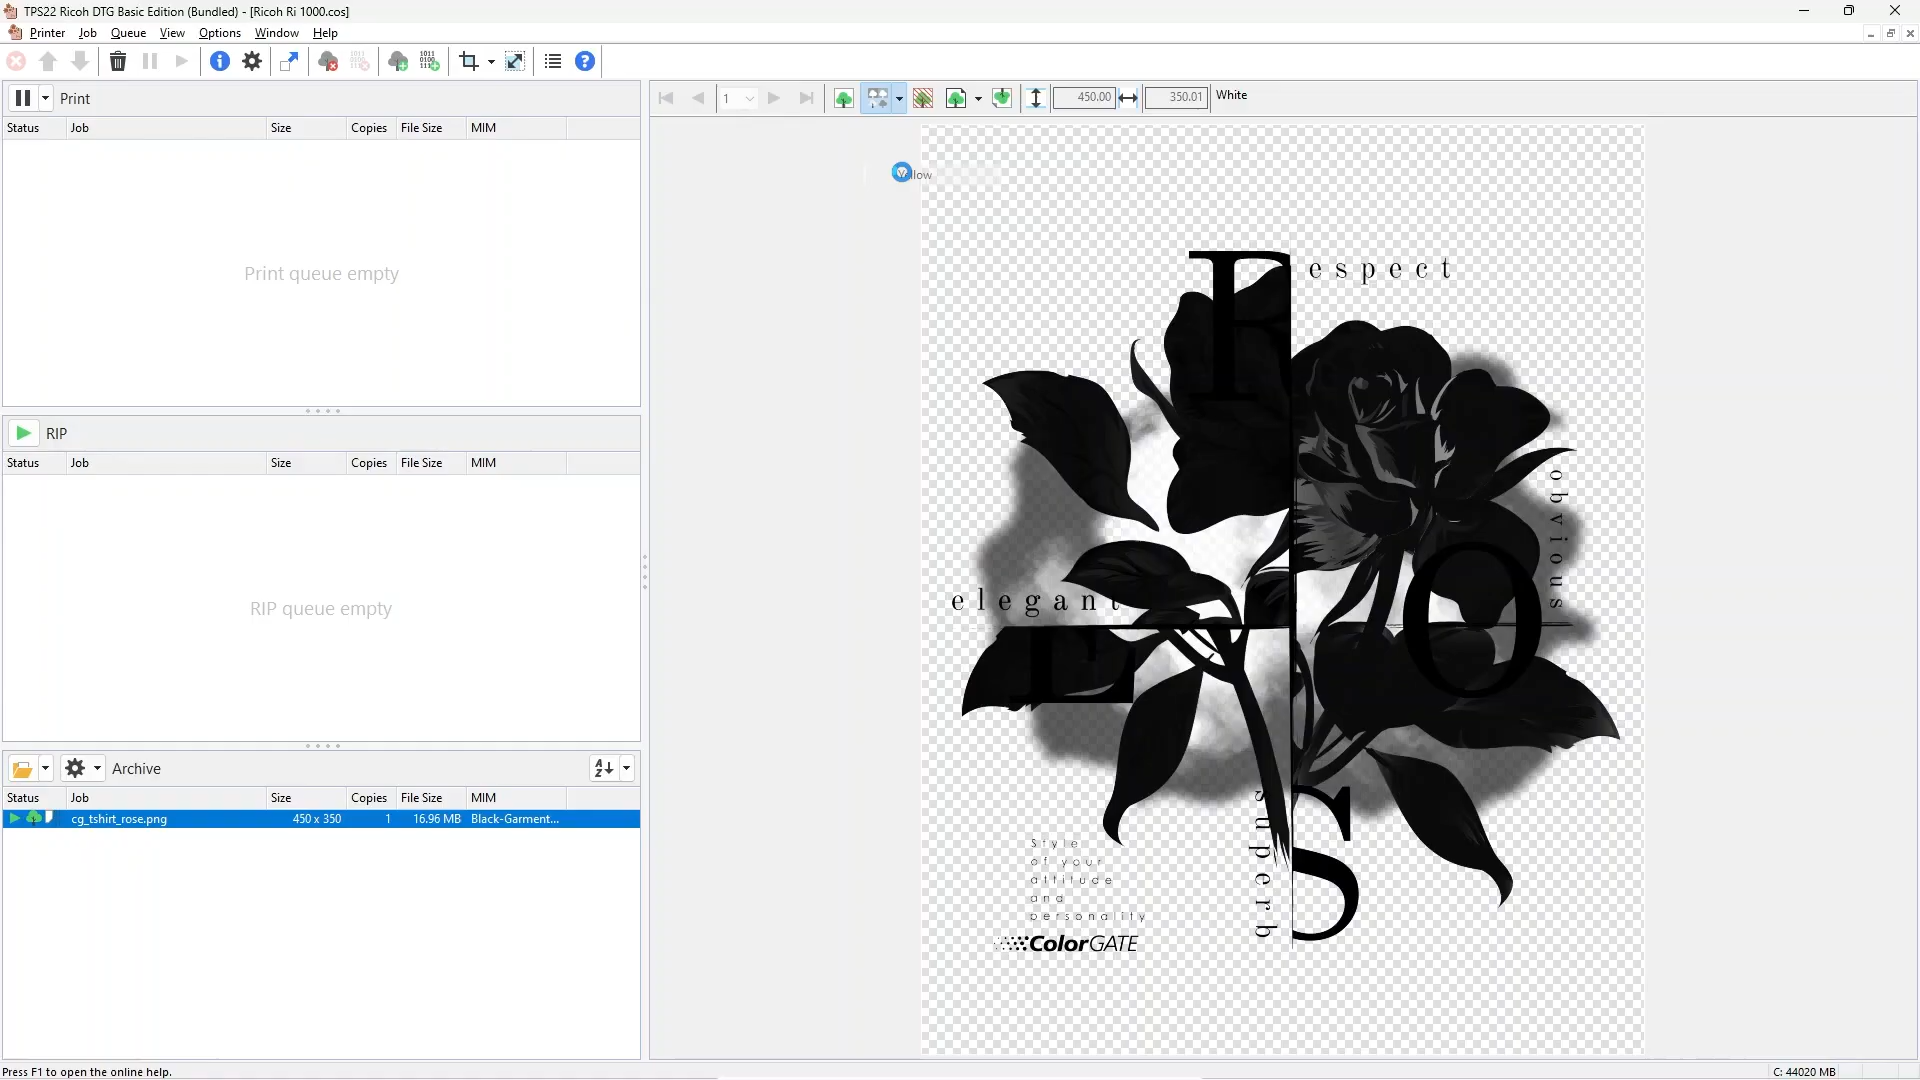 TPS22 Ricoh DTG Basic Edition (Bundled) - [Ricoh Ri 1000.cos]
Printer Job Queue View Options Window Help
Print
1
450.00
350.01
White
Status Job Size Copies File Size MIM
Yellow
Print queue empty
RIP
Status Job Size Copies File Size MIM
RIP queue empty
Archive
Status Job Size Copies File Size MIM
cg_tshirt_rose.png 450 x 350 1 16.96 MB Black-Garment...
R
espect
obvious
elegant
E
O
superb
S
Style
of your
attitude
and
personality
ColorGATE
Press F1 to open the online help.
C: 44020 MB